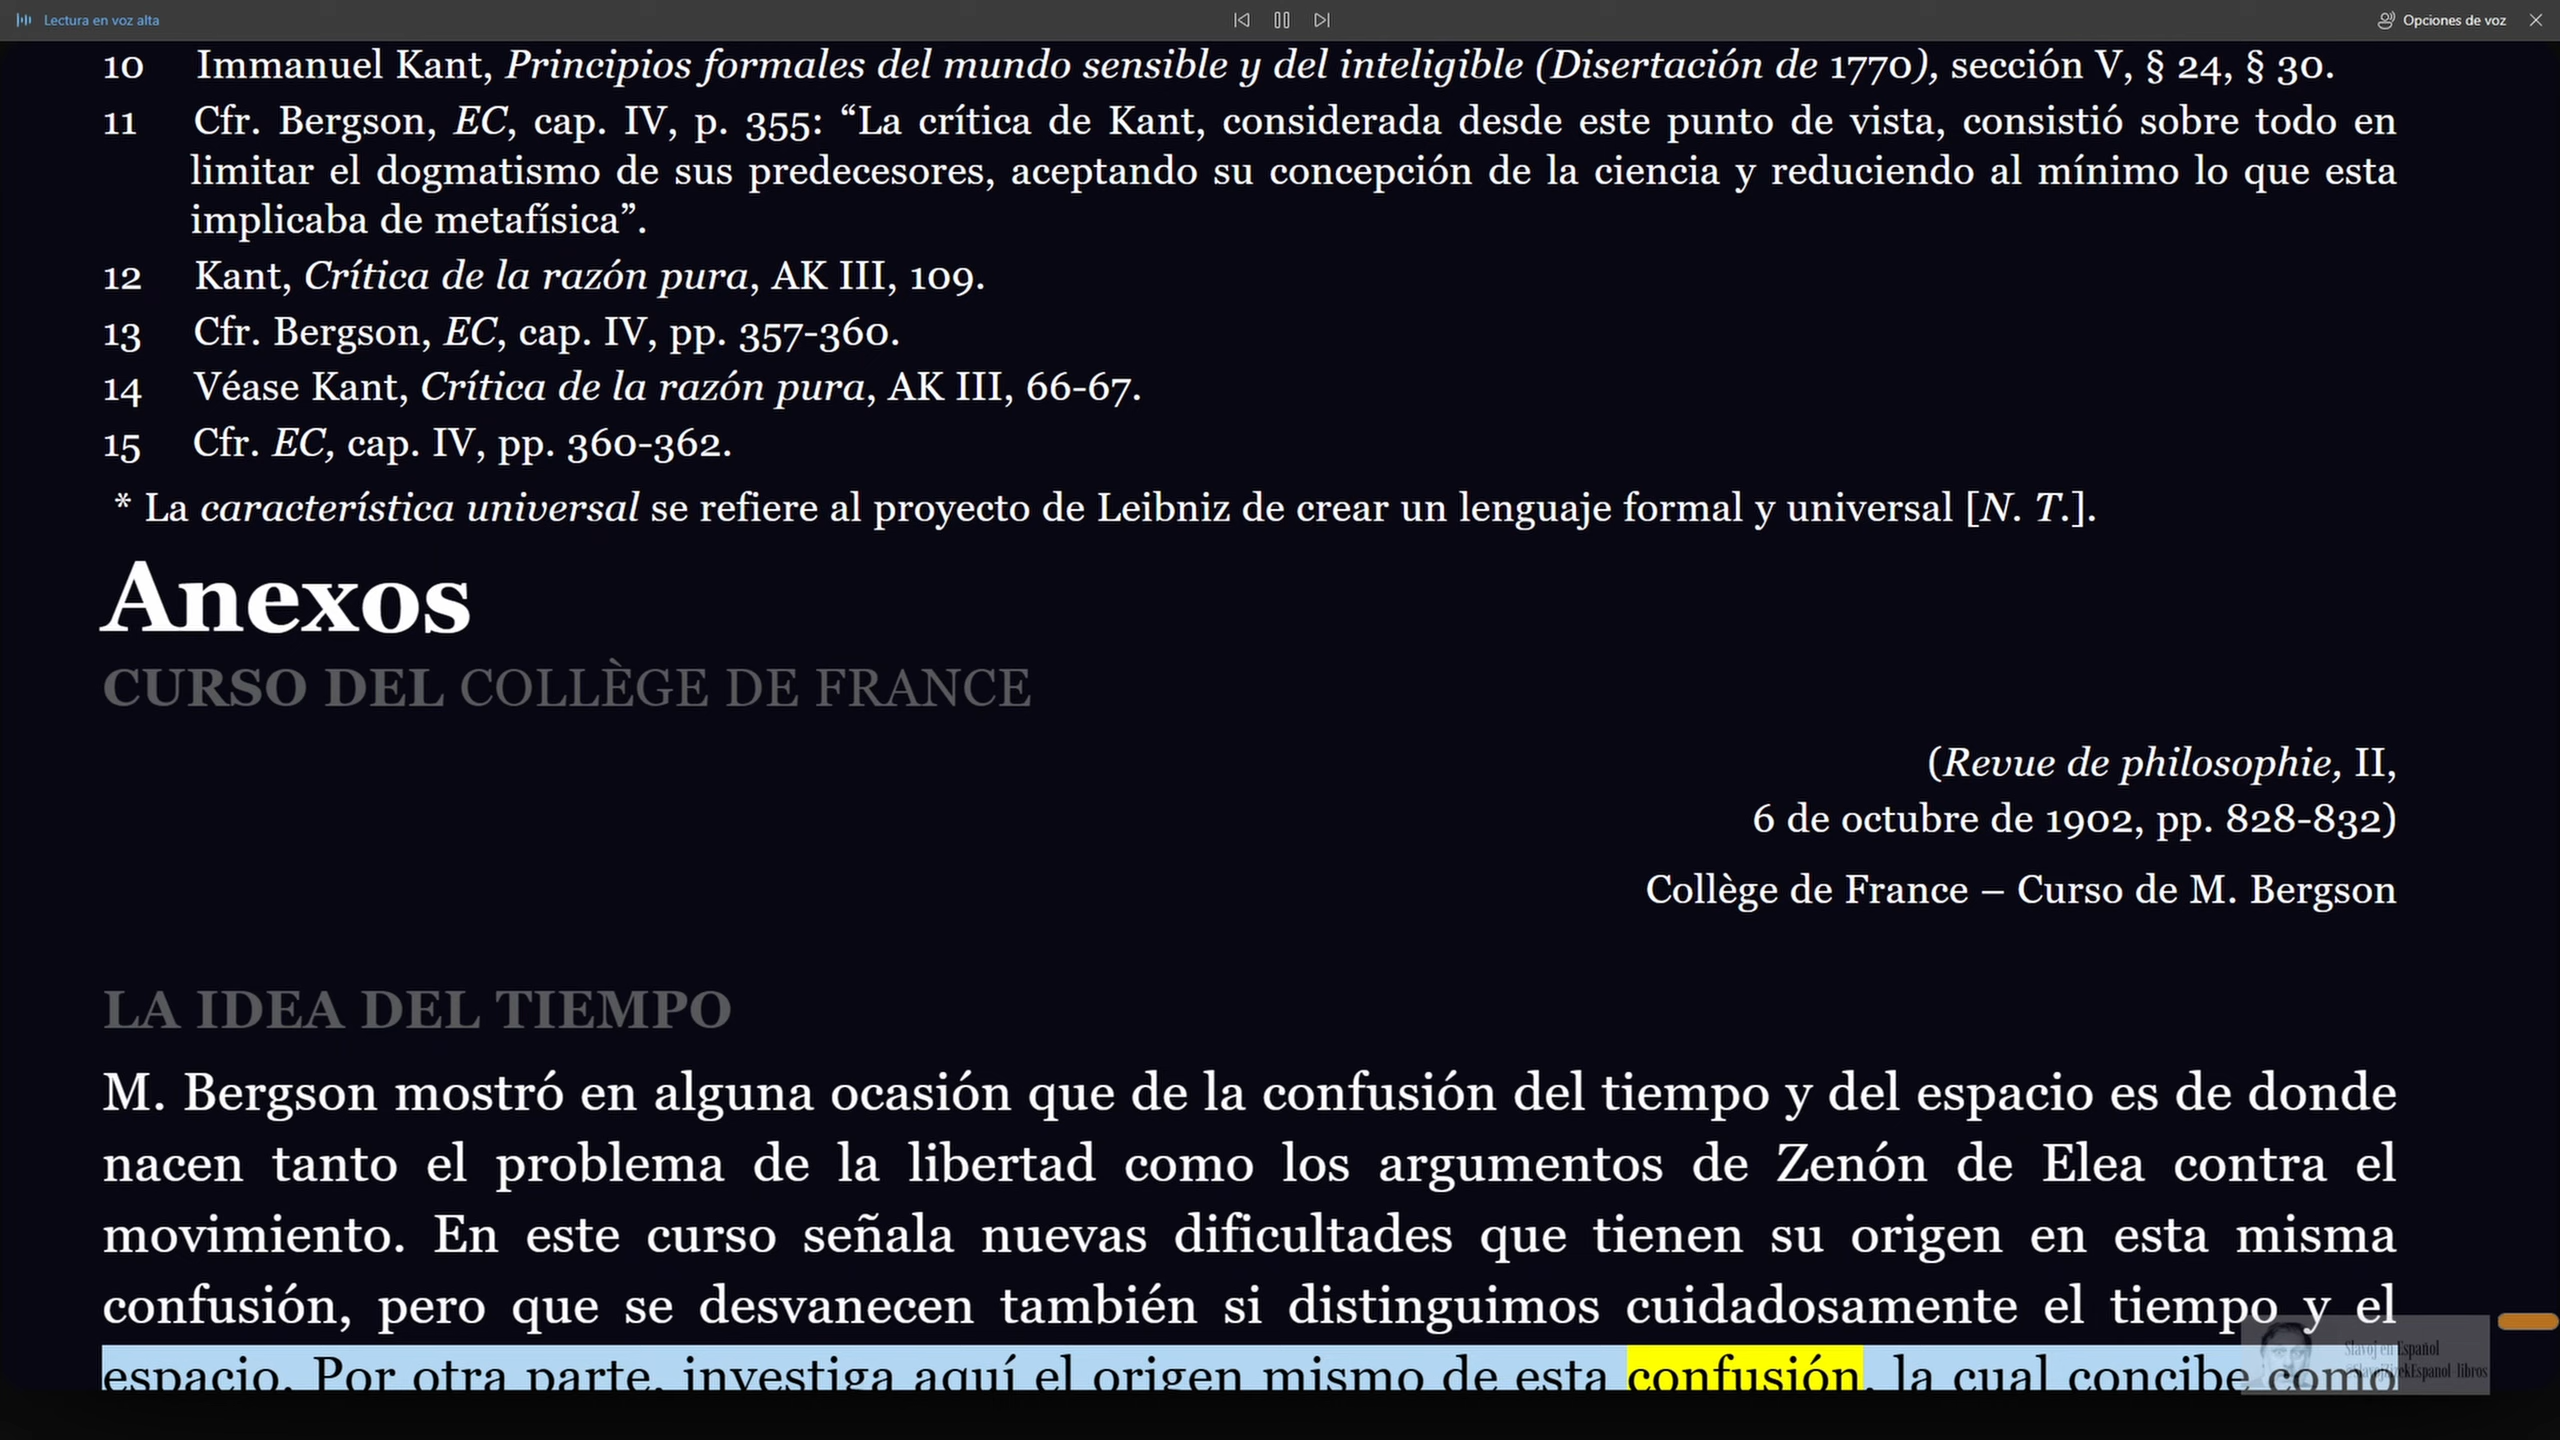 Lectura en voz alta
Opciones de voz
10 Immanuel Kant, Principios formales del mundo sensible y del inteligible (Disertación de 1770), sección V, § 24, § 30.
11 Cfr. Bergson, EC, cap. IV, p. 355: “La crítica de Kant, considerada desde este punto de vista, consistió sobre todo en
limitar el dogmatismo de sus predecesores, aceptando su concepción de la ciencia y reduciendo al mínimo lo que esta
implicaba de metafísica”.
12 Kant, Crítica de la razón pura, AK III, 109.
13 Cfr. Bergson, EC, cap. IV, pp. 357-360.
14 Véase Kant, Crítica de la razón pura, AK III, 66-67.
15 Cfr. EC, cap. IV, pp. 360-362.
* La característica universal se refiere al proyecto de Leibniz de crear un lenguaje formal y universal [N. T.].
Anexos
CURSO DEL COLLÈGE DE FRANCE
(Revue de philosophie, II,
6 de octubre de 1902, pp. 828-832)
Collège de France – Curso de M. Bergson
LA IDEA DEL TIEMPO
M. Bergson mostró en alguna ocasión que de la confusión del tiempo y del espacio es de donde
nacen tanto el problema de la libertad como los argumentos de Zenón de Elea contra el
movimiento. En este curso señala nuevas dificultades que tienen su origen en esta misma
confusión, pero que se desvanecen también si distinguimos cuidadosamente el tiempo y el
espacio. Por otra parte, investiga aquí el origen mismo de esta confusión, la cual concibe como
Slavoj en Español